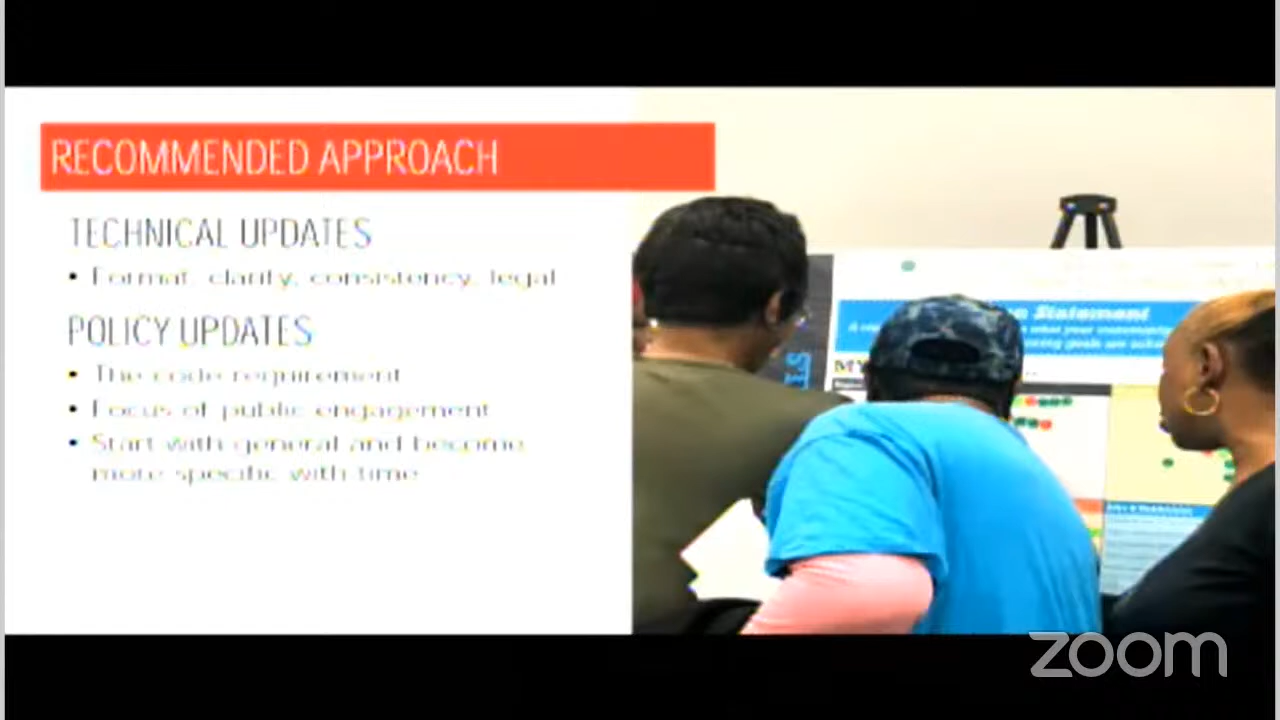 RECOMMENDED APPROACH
TECHNICAL UPDATES
• Format, clarity, consistency, legal
POLICY UPDATES
• The code requirement
• Focus of public engagement
• Start with general and become
more specific with time
Statement
zoom